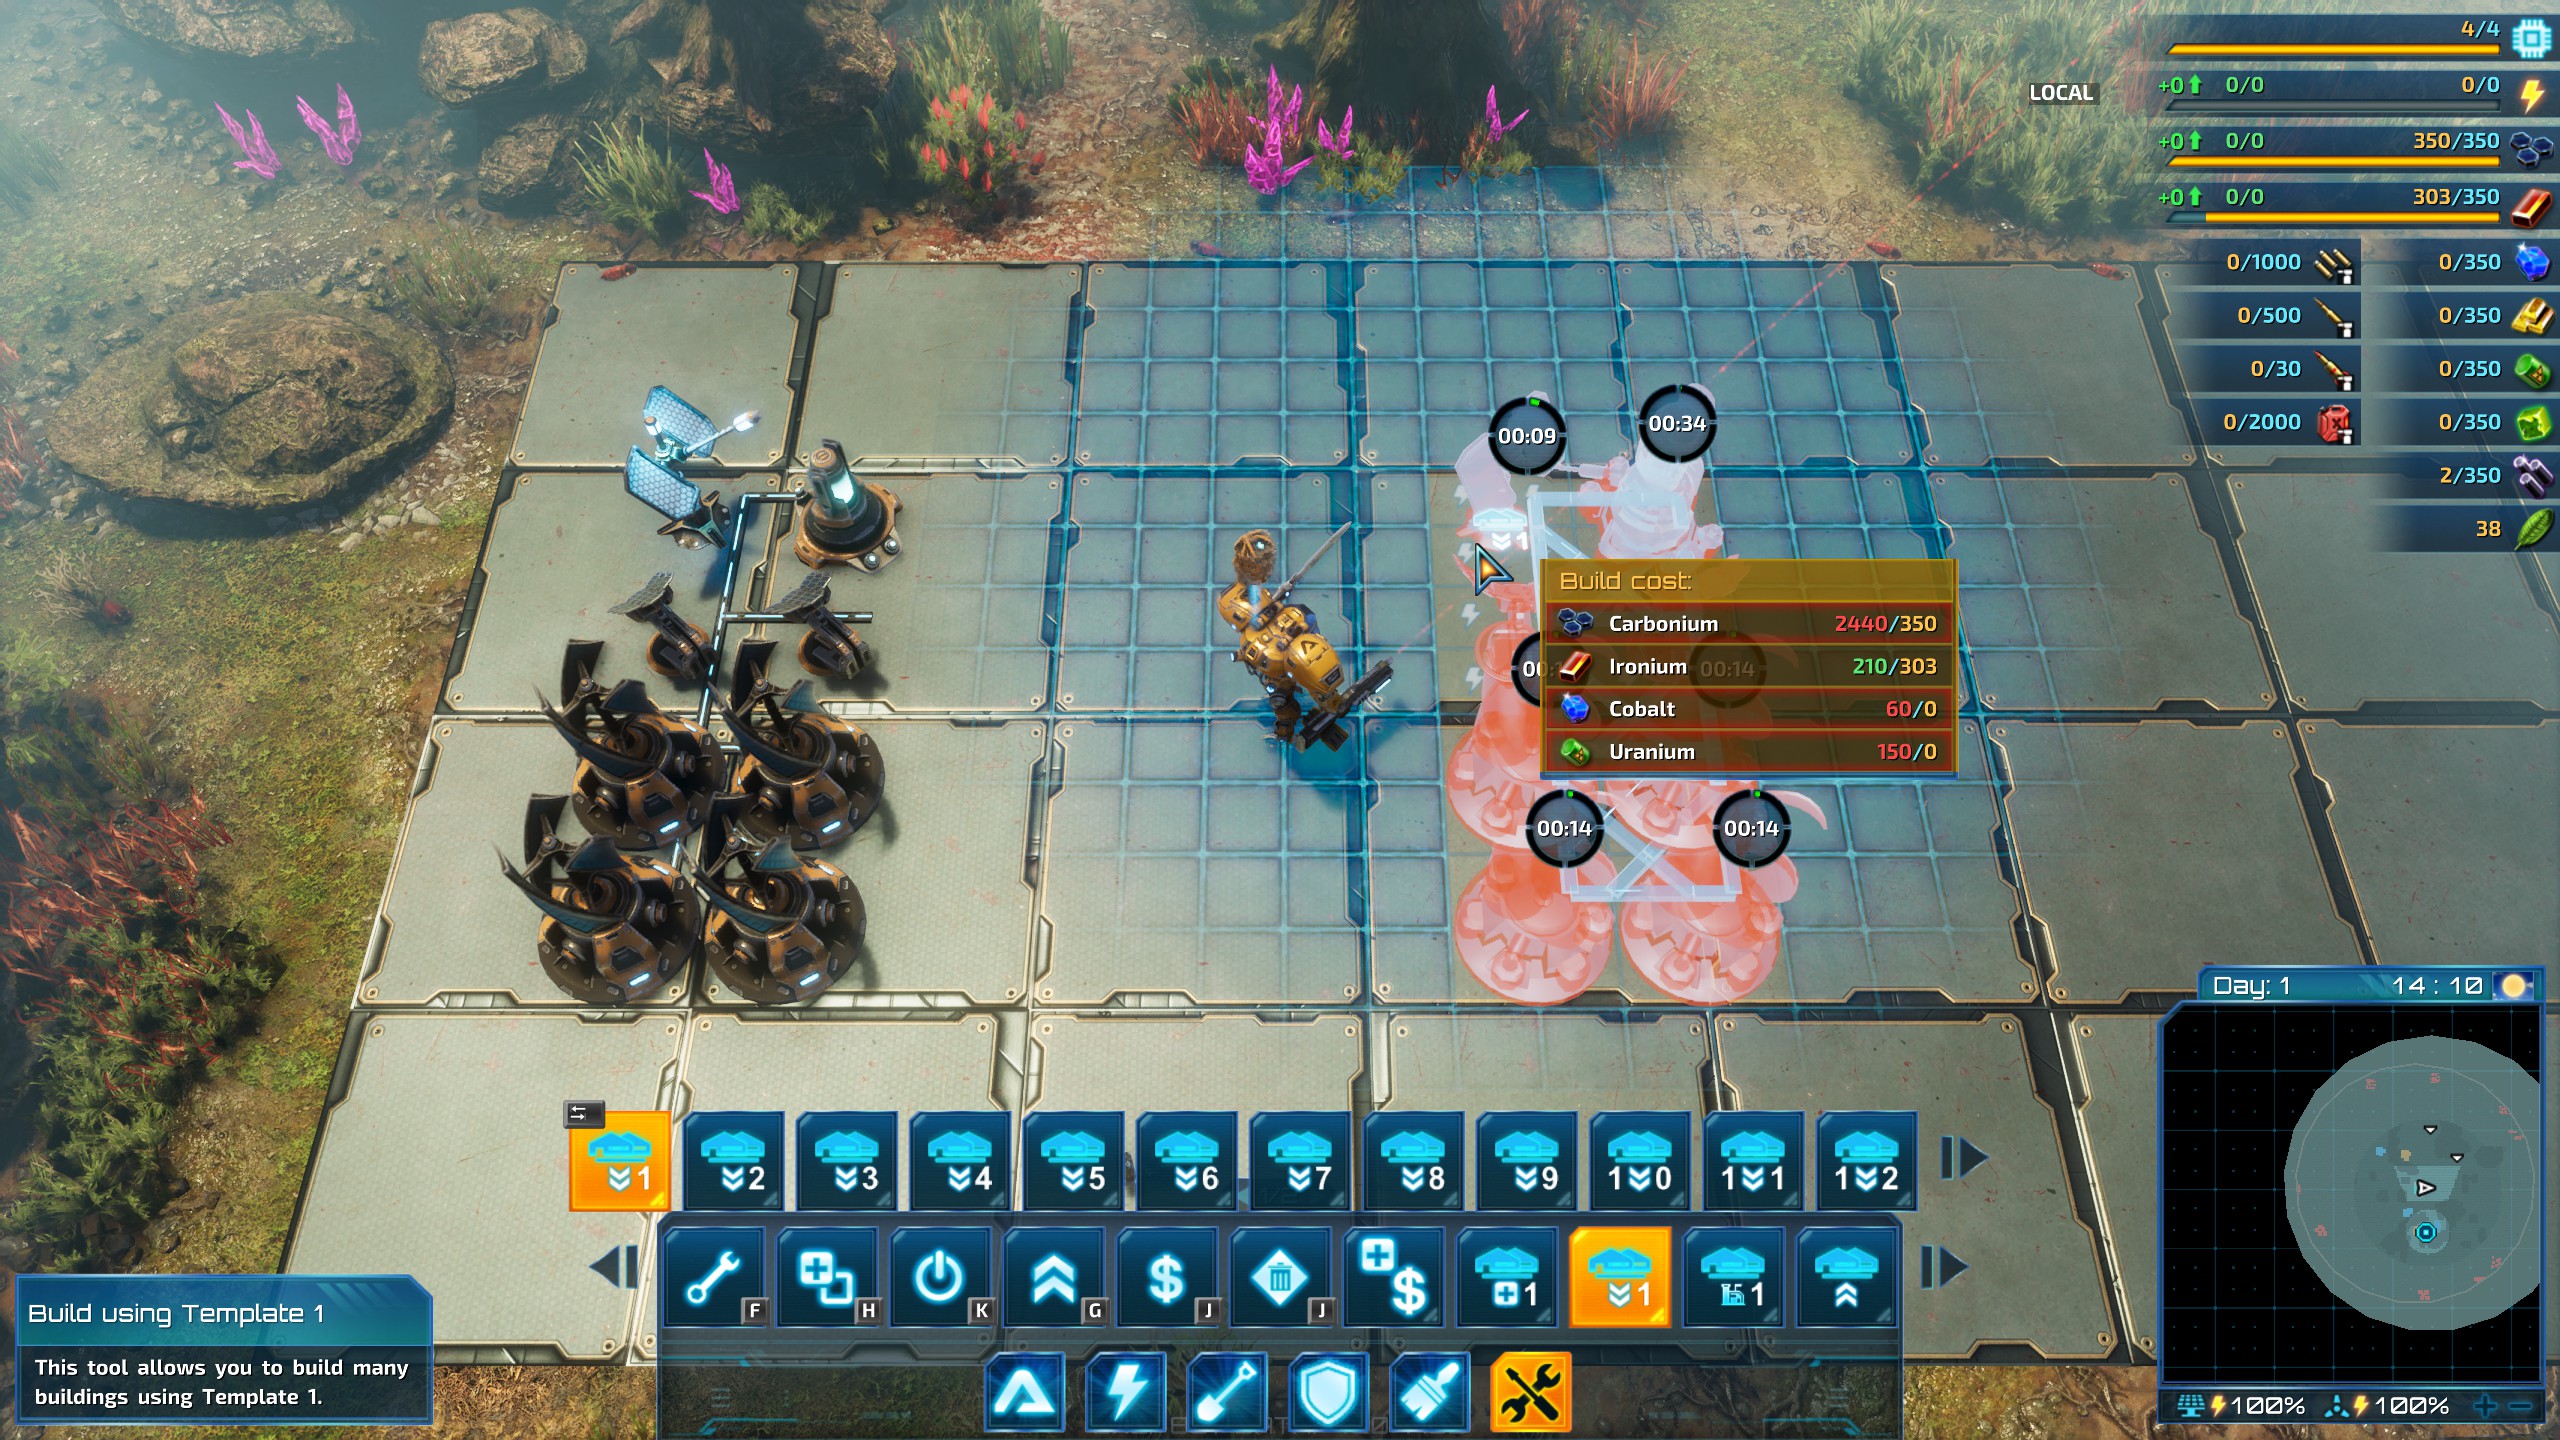 4/4
LOCAL
+0 0/0 0/0
+0 0/0 350/350
+0 0/0 303/350
0/1000 0/350
0/500 0/350
0/30 0/350
0/2000 0/350
2/350
38
00:09
00:34
1
Build cost:
Carbonium 2440/350
Ironium 210/303
Cobalt 60/0
Uranium 150/0
00:14
00:14
00:14
Day: 1 14 : 10
1 2 3 4 5 6 7 8 9 10 11 12
F H K G J J 1 1 1
Build using Template 1
This tool allows you to build many
buildings using Template 1.
100% 100%